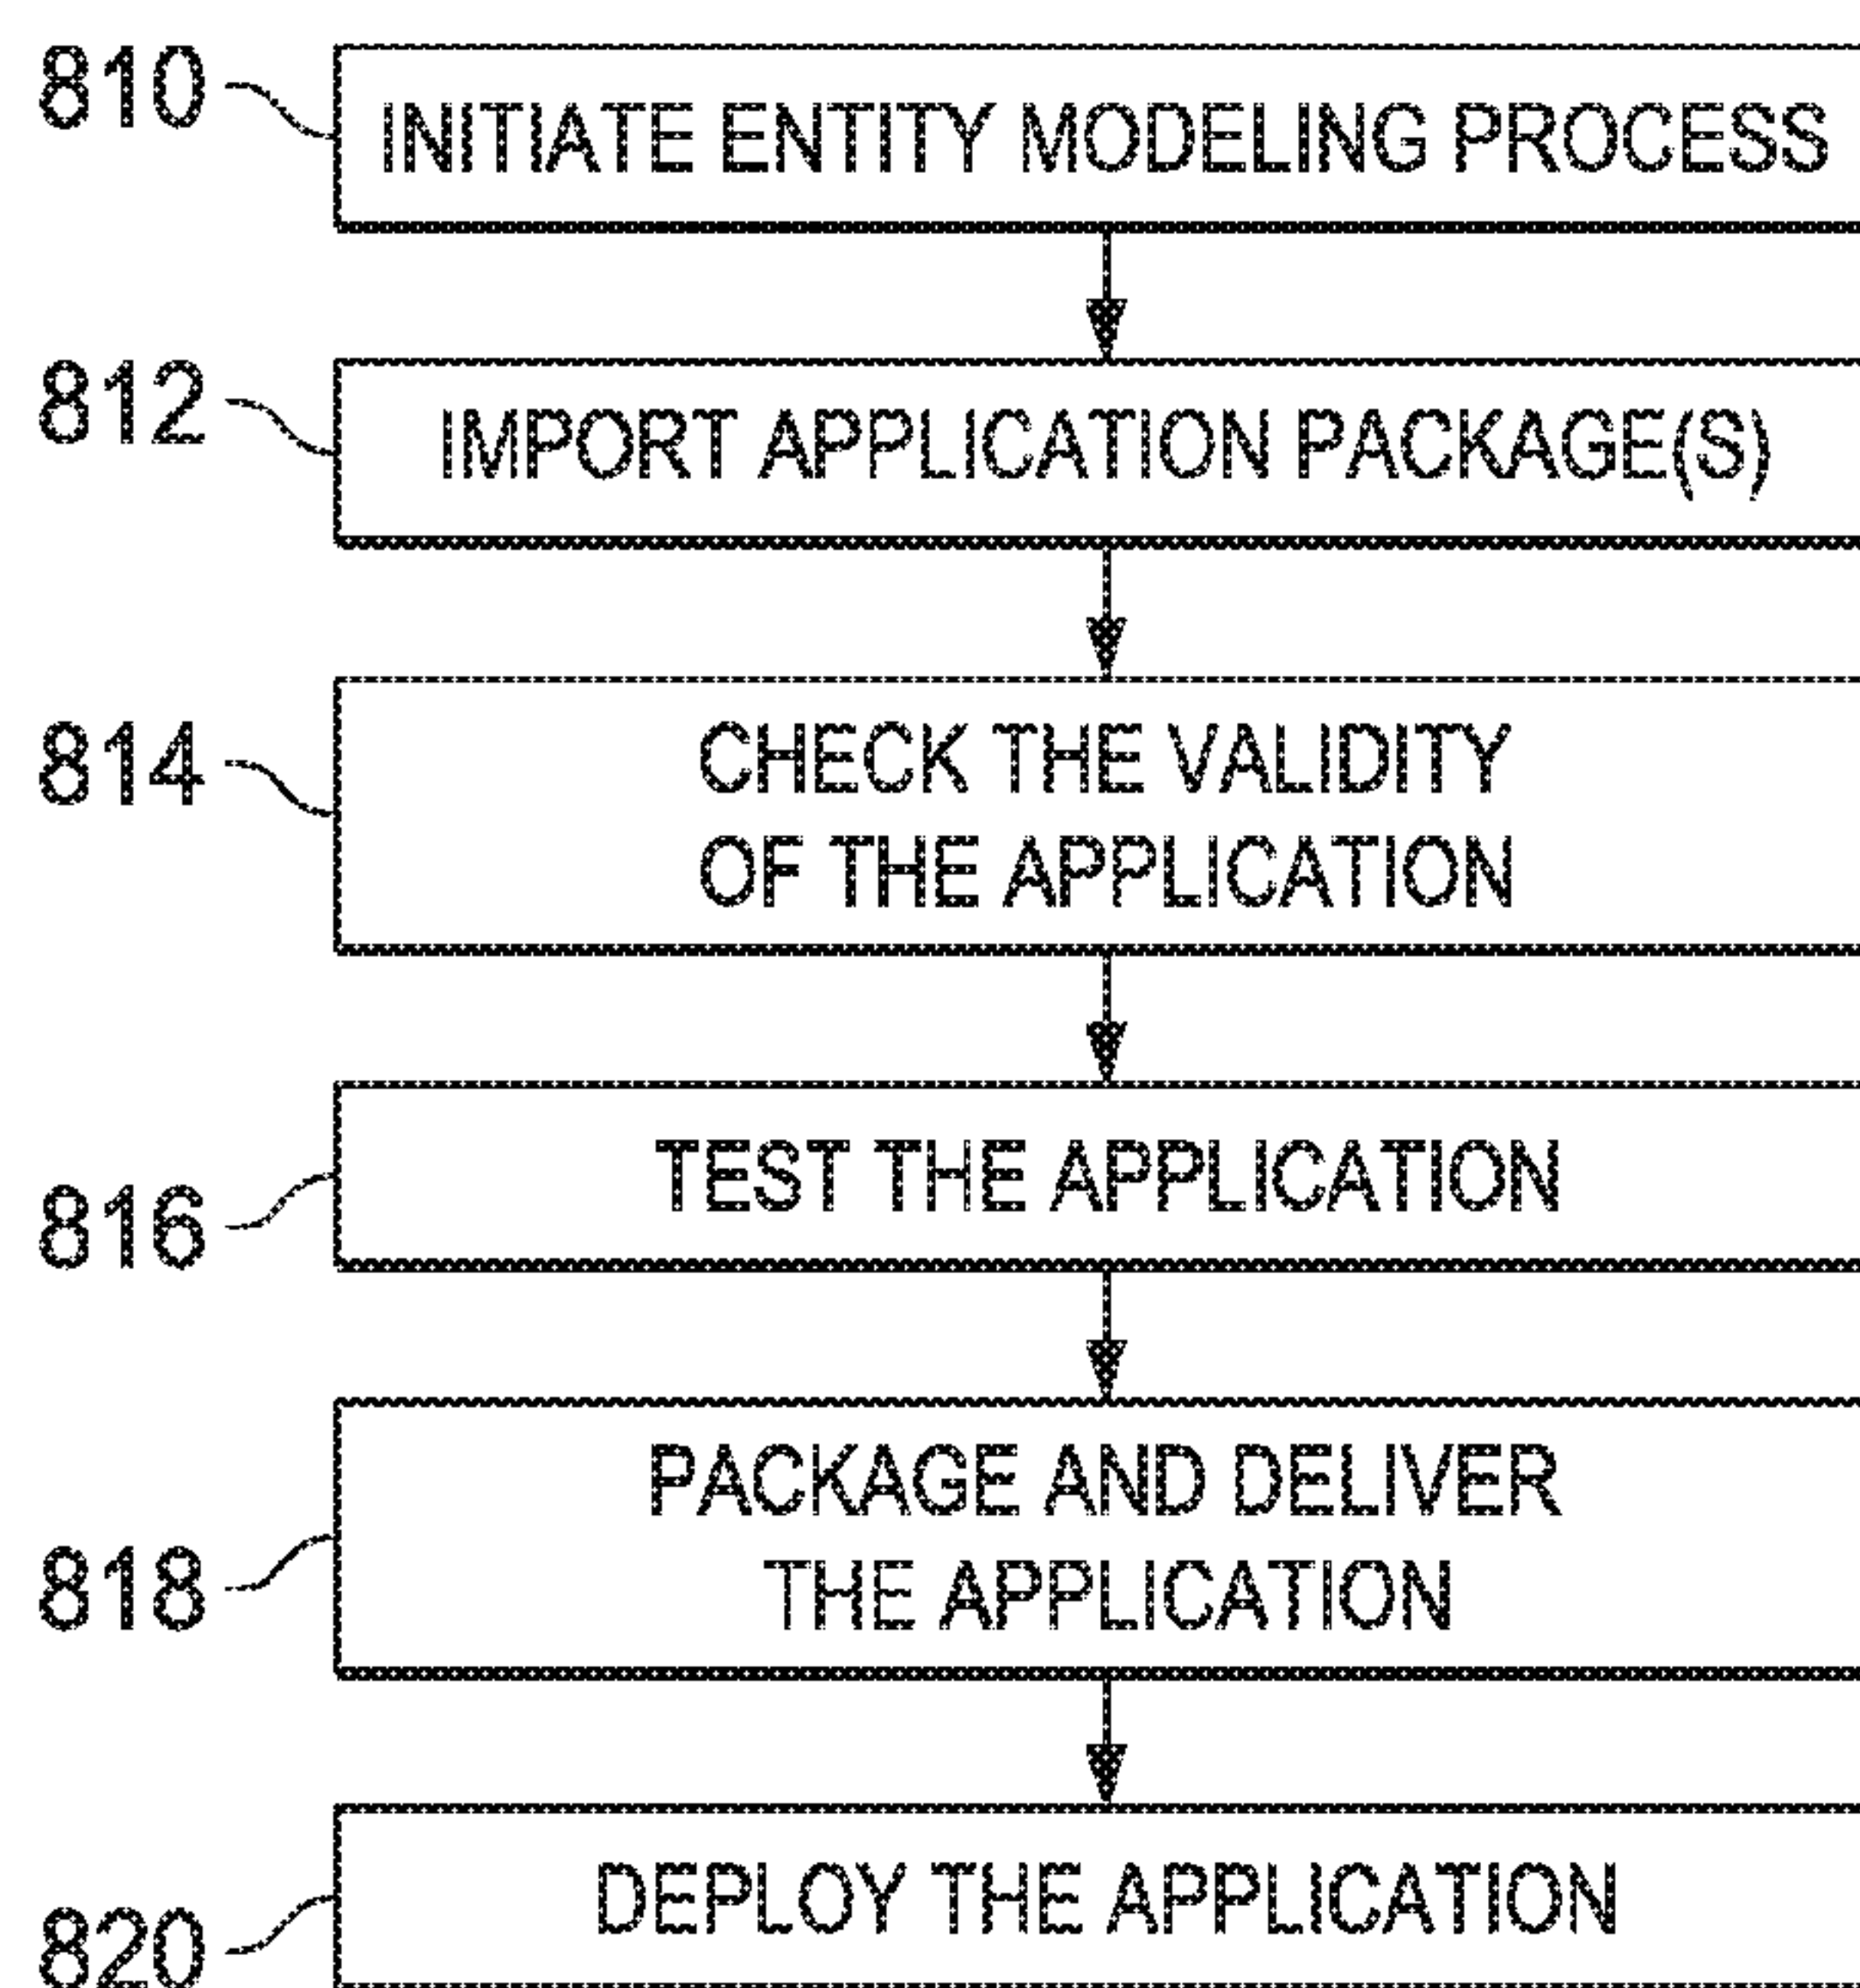 810
INITIATE ENTITY MODELING PROCESS
812
IMPORT APPLICATION PACKAGE(S)
814
CHECK THE VALIDITY
OF THE APPLICATION
816
TEST THE APPLICATION
818
PACKAGE AND DELIVER
THE APPLICATION
820
DEPLOY THE APPLICATION